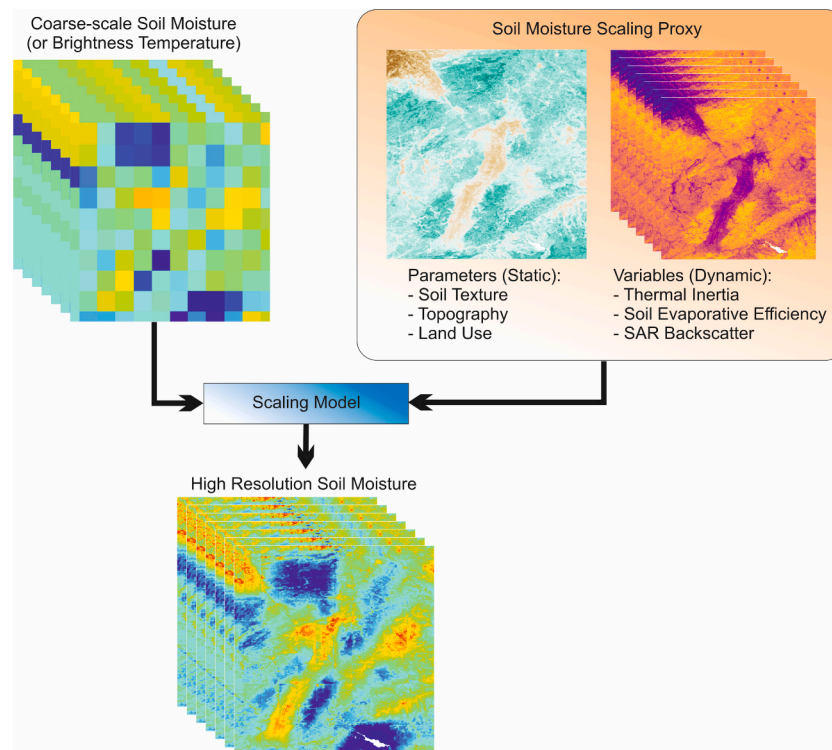 Coarse-scale Soil Moisture
(or Brightness Temperature)
Soil Moisture Scaling Proxy
Parameters (Static):
- Soil Texture
- Topography
- Land Use
Variables (Dynamic):
- Thermal Inertia
- Soil Evaporative Efficiency
- SAR Backscatter
Scaling Model
High Resolution Soil Moisture